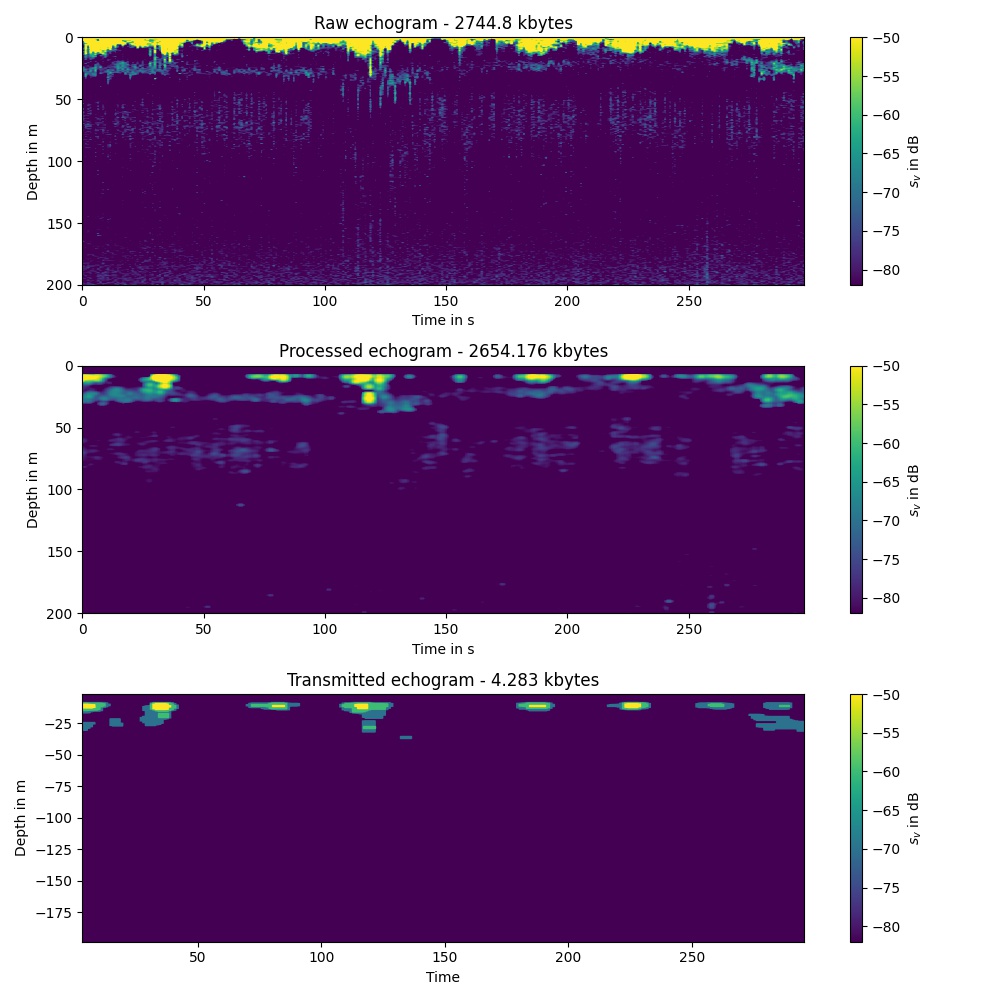 Raw echogram - 2744.8 kbytes
0
50
100
150
200
Depth in m
0 50 100 150 200 250
Time in s
−50
−55
−60
−65
−70
−75
−80
s_v in dB
Processed echogram - 2654.176 kbytes
0
50
100
150
200
Depth in m
0 50 100 150 200 250
Time in s
−50
−55
−60
−65
−70
−75
−80
s_v in dB
Transmitted echogram - 4.283 kbytes
−25
−50
−75
−100
−125
−150
−175
Depth in m
50 100 150 200 250
Time
−50
−55
−60
−65
−70
−75
−80
s_v in dB